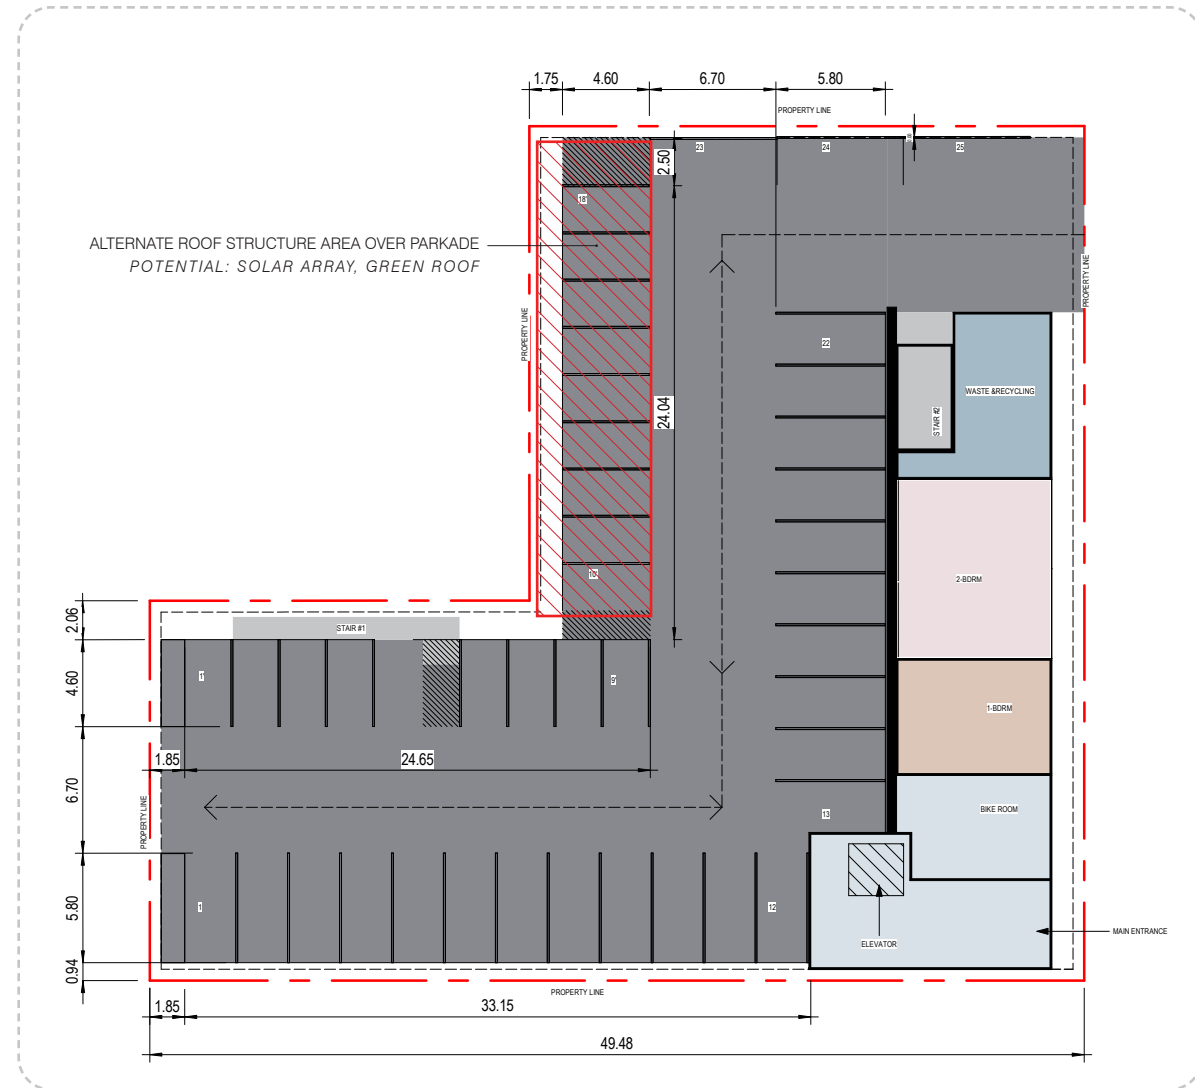 1.75
4.60
6.70
5.80
PROPERTY LINE
23
24
25
2.50
18'
ALTERNATE ROOF STRUCTURE AREA OVER PARKADE
POTENTIAL: SOLAR ARRAY, GREEN ROOF
PROPERTY LINE
PROPERTY LINE
22
WASTE &RECYCLING
STAIR #2
24.04
10'
2-BDRM
2.06
STAIR #1
4.60
1'
9'
1-BDRM
1.85
24.65
6.70
PROPERTY LINE
13
BIKE ROOM
5.80
1
12
ELEVATOR
MAIN ENTRANCE
0.94
PROPERTY LINE
1.85
33.15
49.48